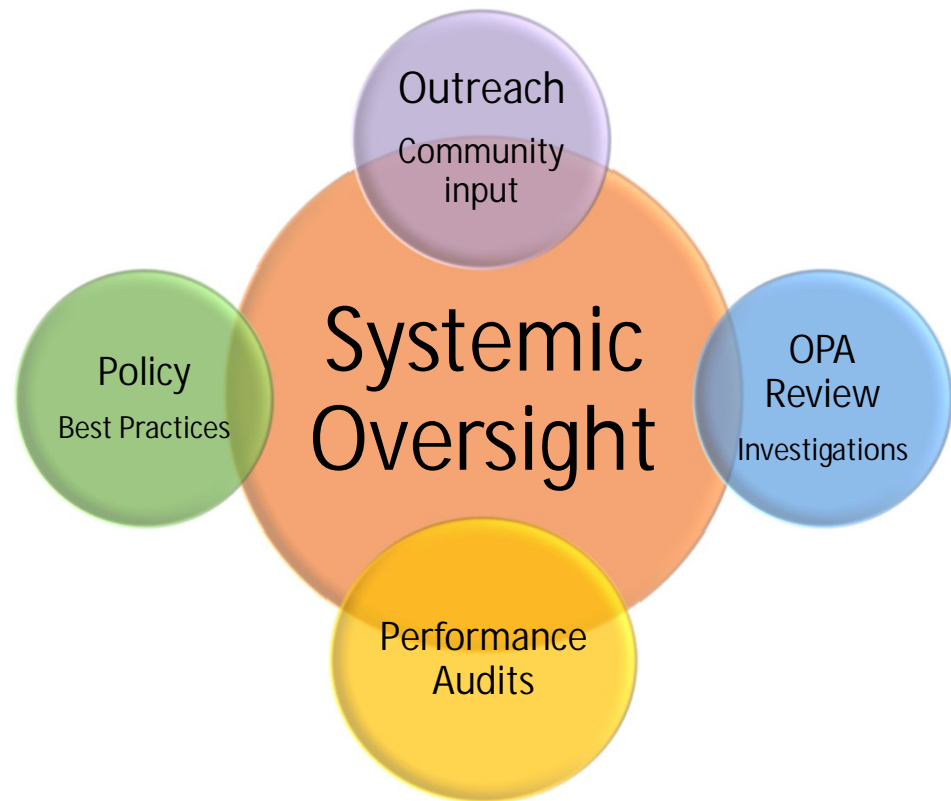 Outreach
Community
input
Policy
Best Practices
Systemic
Oversight
OPA
Review
Investigations
Performance
Audits